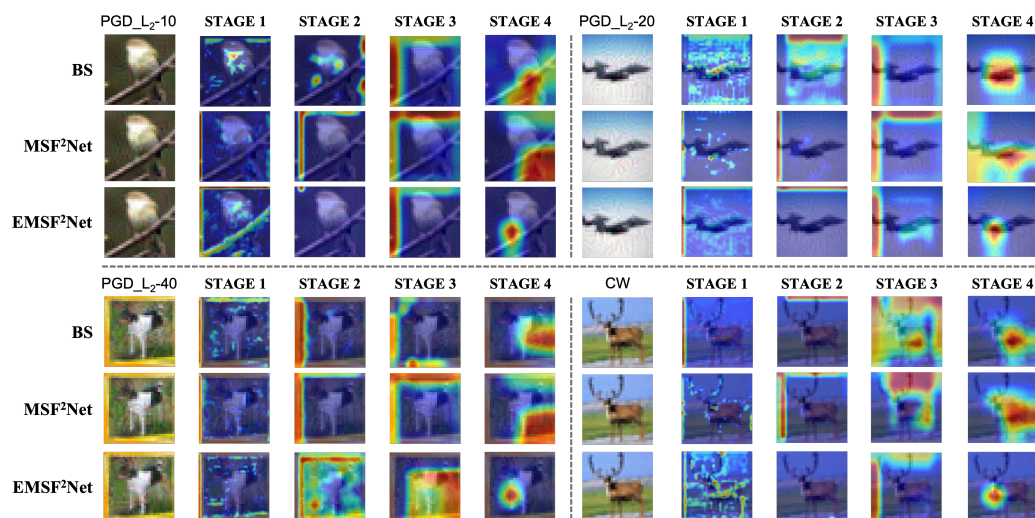 PGD_L₂-10 STAGE 1 STAGE 2 STAGE 3 STAGE 4 PGD_L₂-20 STAGE 1 STAGE 2 STAGE 3 STAGE 4
BS
MSF²Net
EMSF²Net
PGD_L₂-40 STAGE 1 STAGE 2 STAGE 3 STAGE 4 CW STAGE 1 STAGE 2 STAGE 3 STAGE 4
BS
MSF²Net
EMSF²Net